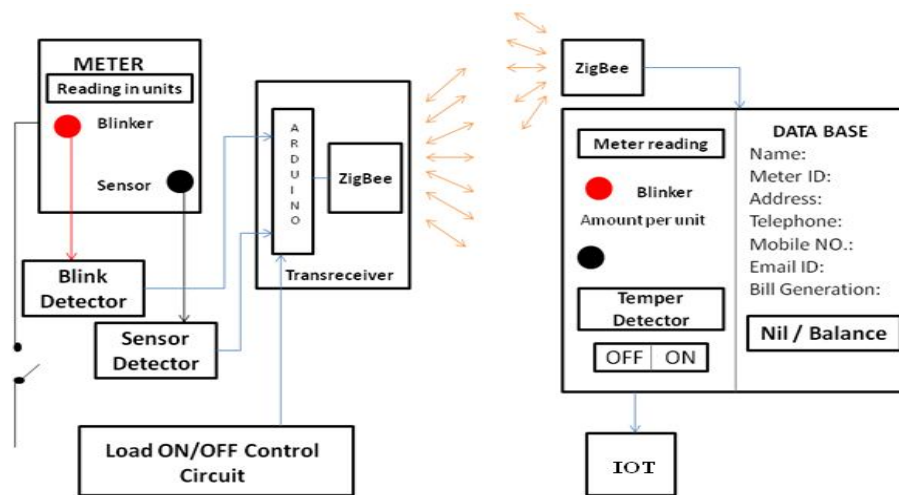 METER
Reading in units
Blinker
Sensor
Blink
Detector
Sensor
Detector
Load ON/OFF Control
Circuit
ARDUINO
ZigBee
Transreceiver
ZigBee
Meter reading
Blinker
Amount per unit
Temper
Detector
OFF ON
DATA BASE
Name:
Meter ID:
Address:
Telephone:
Mobile NO.:
Email ID:
Bill Generation:
Nil / Balance
IOT